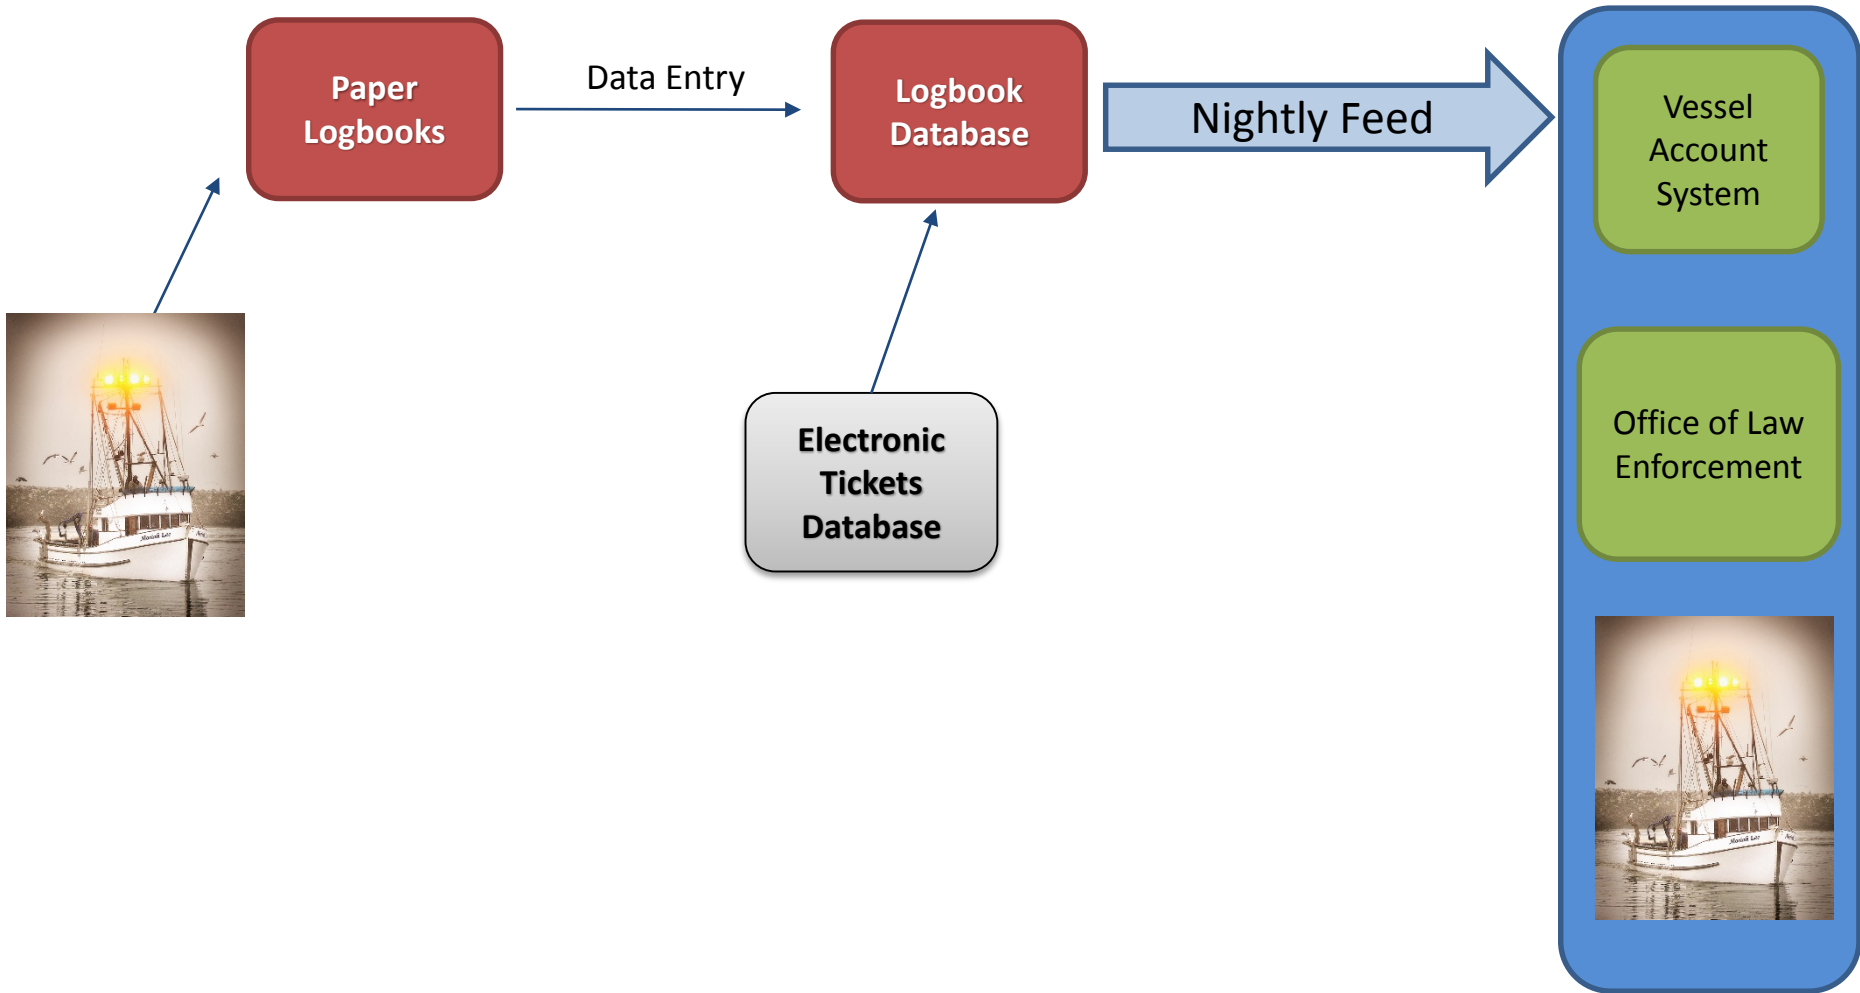 Paper
Logbooks
Data Entry
Logbook
Database
Nightly Feed
Vessel
Account
System
Electronic
Tickets
Database
Office of Law
Enforcement